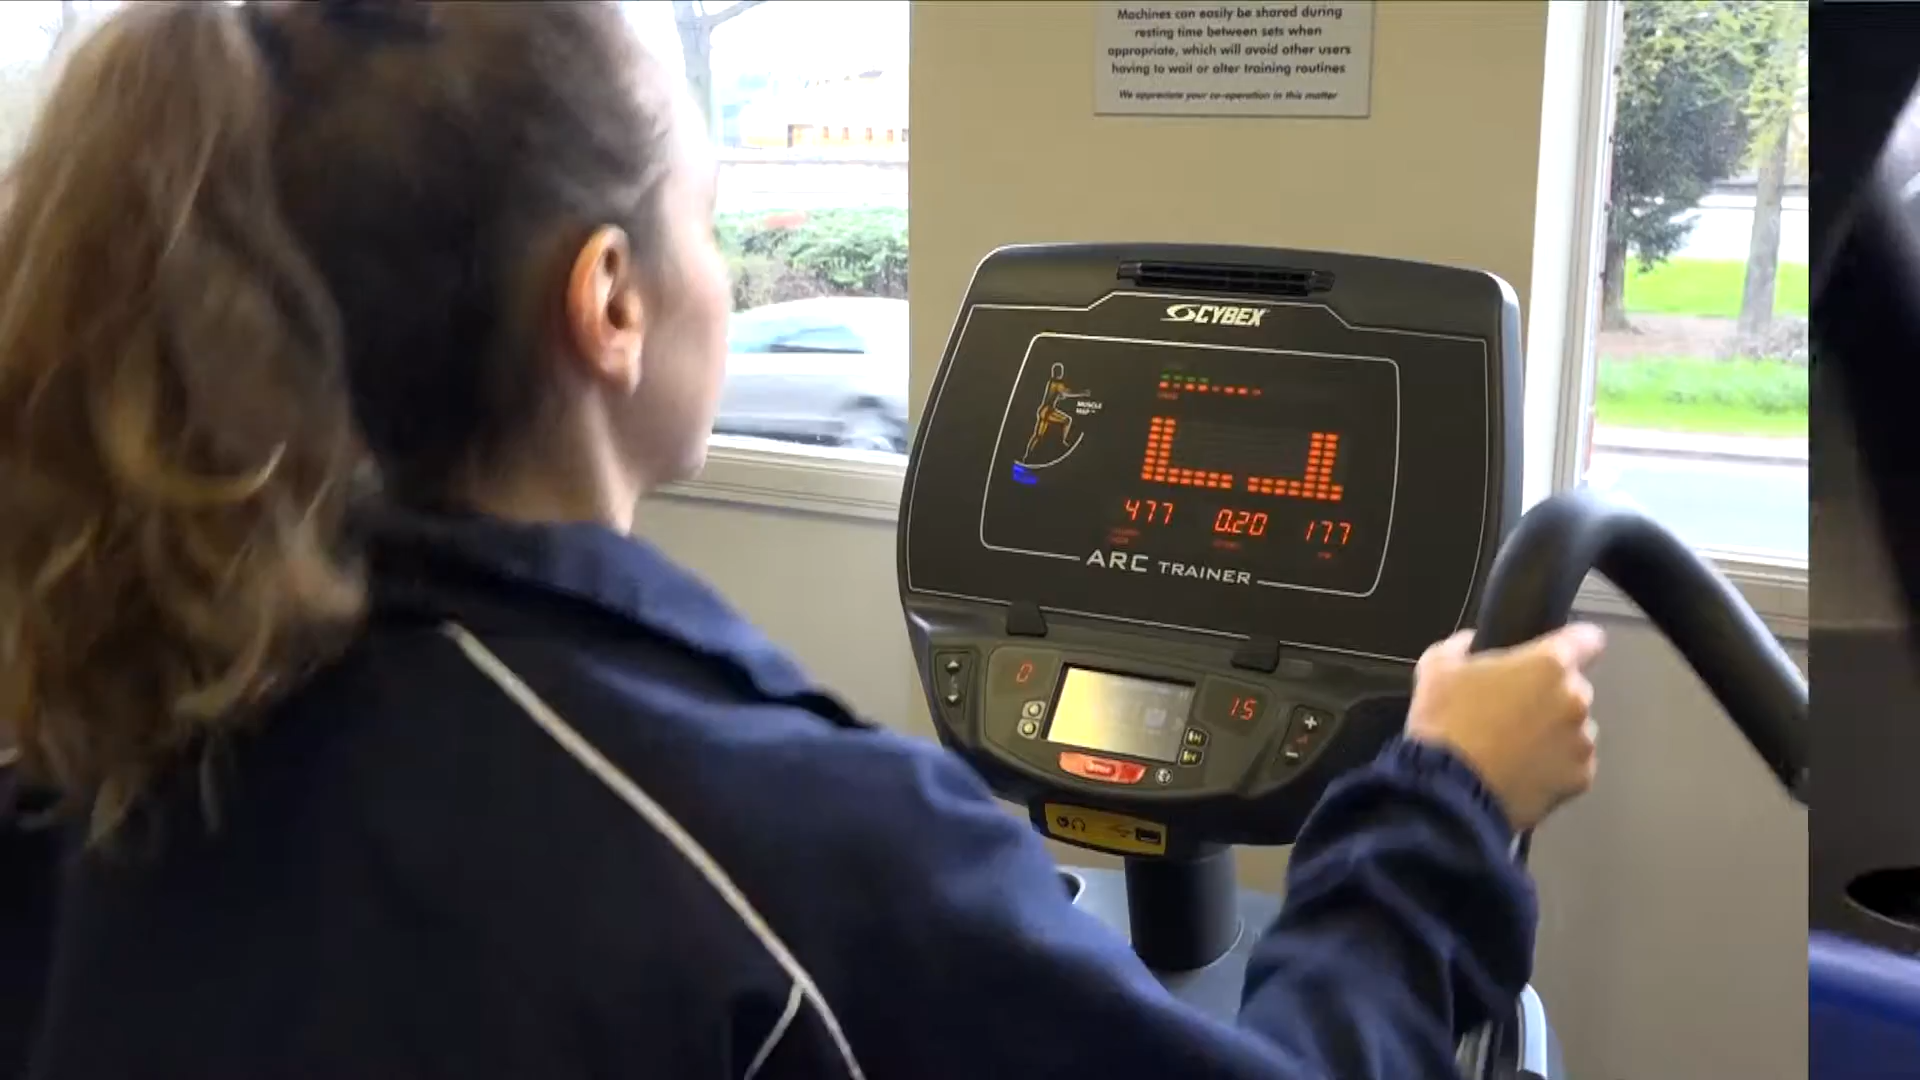 Machines can easily be shared during
resting time between sets when
appropriate, which will avoid other users
having to wait or alter training routines
We appreciate your co-operation in this matter
CYBEX
MUSCLE
MAP™
477 0.20 177
ARC TRAINER
0
15